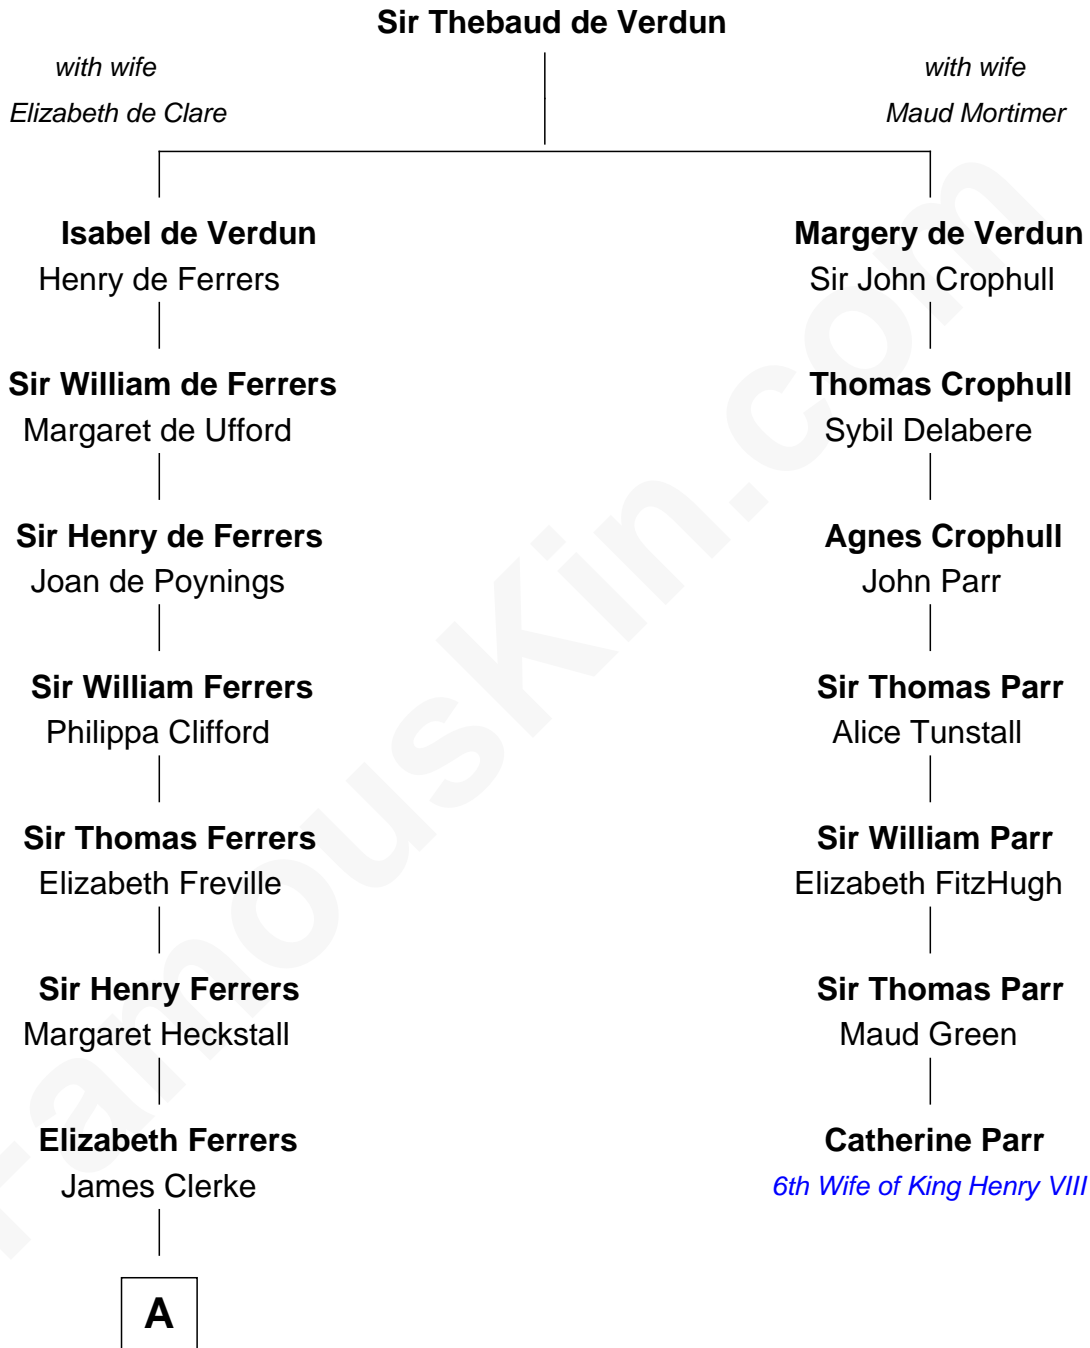 Sir Thebaud de Verdun
with wife
Elizabeth de Clare
with wife
Maud Mortimer
Isabel de Verdun
Henry de Ferrers
Margery de Verdun
Sir John Crophull
Sir William de Ferrers
Margaret de Ufford
Thomas Crophull
Sybil Delabere
Sir Henry de Ferrers
Joan de Poynings
Agnes Crophull
John Parr
Sir William Ferrers
Philippa Clifford
Sir Thomas Parr
Alice Tunstall
Sir Thomas Ferrers
Elizabeth Freville
Sir William Parr
Elizabeth FitzHugh
Sir Henry Ferrers
Margaret Heckstall
Sir Thomas Parr
Maud Green
Elizabeth Ferrers
James Clerke
Catherine Parr
6th Wife of King Henry VIII
A
FamousKin.com